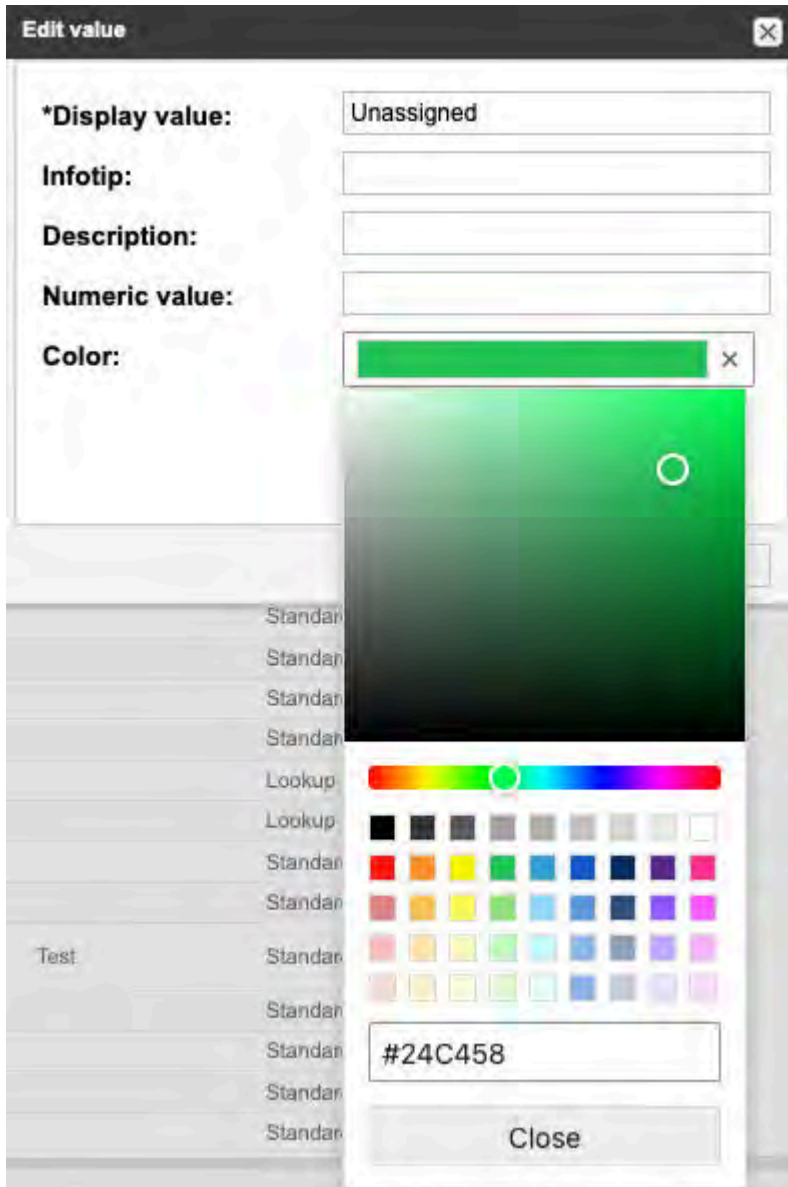 Edit value
*Display value: Unassigned
Infotip:
Description:
Numeric value:
Color:
Standar
Standar
Standar
Standar
Lookup
Lookup
Standar
Standar
Test Standar
Standar
Standar
Standar
Standar
#24C458
Close